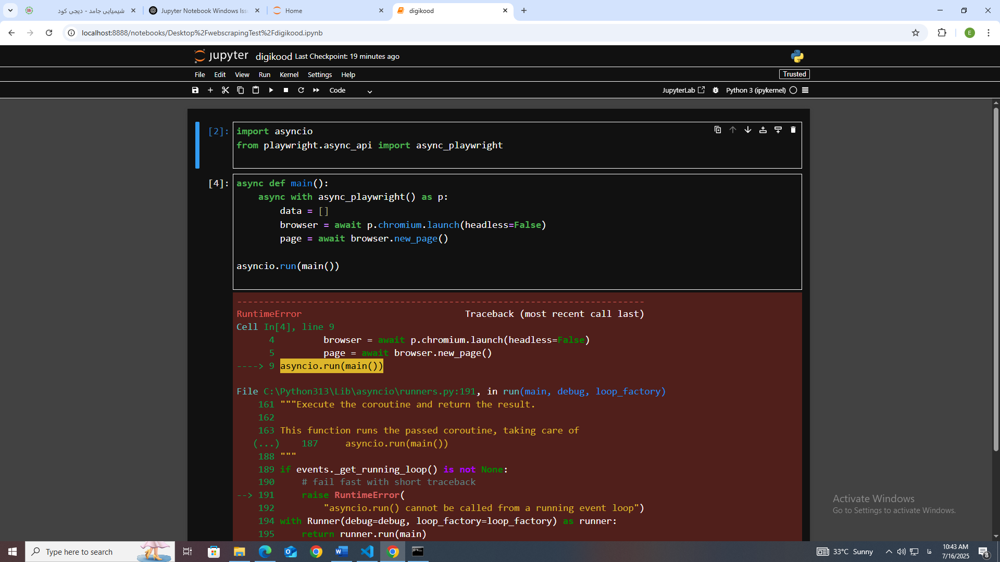 شیمیایی جامد - دیجی کود
Jupyter Notebook Windows Iss
Home
digikood
localhost:8888/notebooks/Desktop%2FwebscrapingTest%2Fdigikood.ipynb
E
jupyter digikood Last Checkpoint: 19 minutes ago
File Edit View Run Kernel Settings Help
Trusted
Code
JupyterLab
Python 3 (ipykernel)
[2]: import asyncio
from playwright.async_api import async_playwright
[4]: async def main():
async with async_playwright() as p:
data = []
browser = await p.chromium.launch(headless=False)
page = await browser.new_page()
asyncio.run(main())
---------------------------------------------------------------------------
RuntimeError Traceback (most recent call last)
Cell In[4], line 9
4 browser = await p.chromium.launch(headless=False)
5 page = await browser.new_page()
----> 9 asyncio.run(main())
File C:\Python313\Lib\asyncio\runners.py:191, in run(main, debug, loop_factory)
161 """Execute the coroutine and return the result.
162
163 This function runs the passed coroutine, taking care of
(...) 187 asyncio.run(main())
188 """
189 if events._get_running_loop() is not None:
190 # fail fast with short traceback
--> 191 raise RuntimeError(
192 "asyncio.run() cannot be called from a running event loop")
194 with Runner(debug=debug, loop_factory=loop_factory) as runner:
195 return runner.run(main)
Activate Windows
Go to Settings to activate Windows.
Type here to search
33°C Sunny
فا
10:43 AM
7/16/2025
8